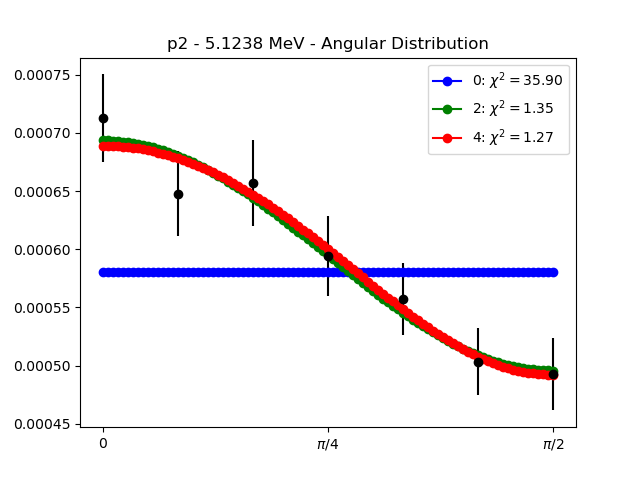 p2 - 5.1238 MeV - Angular Distribution
0.00075
0.00070
0.00065
0.00060
0.00055
0.00050
0.00045
0: χ² = 35.90
2: χ² = 1.35
4: χ² = 1.27
0
π/4
π/2